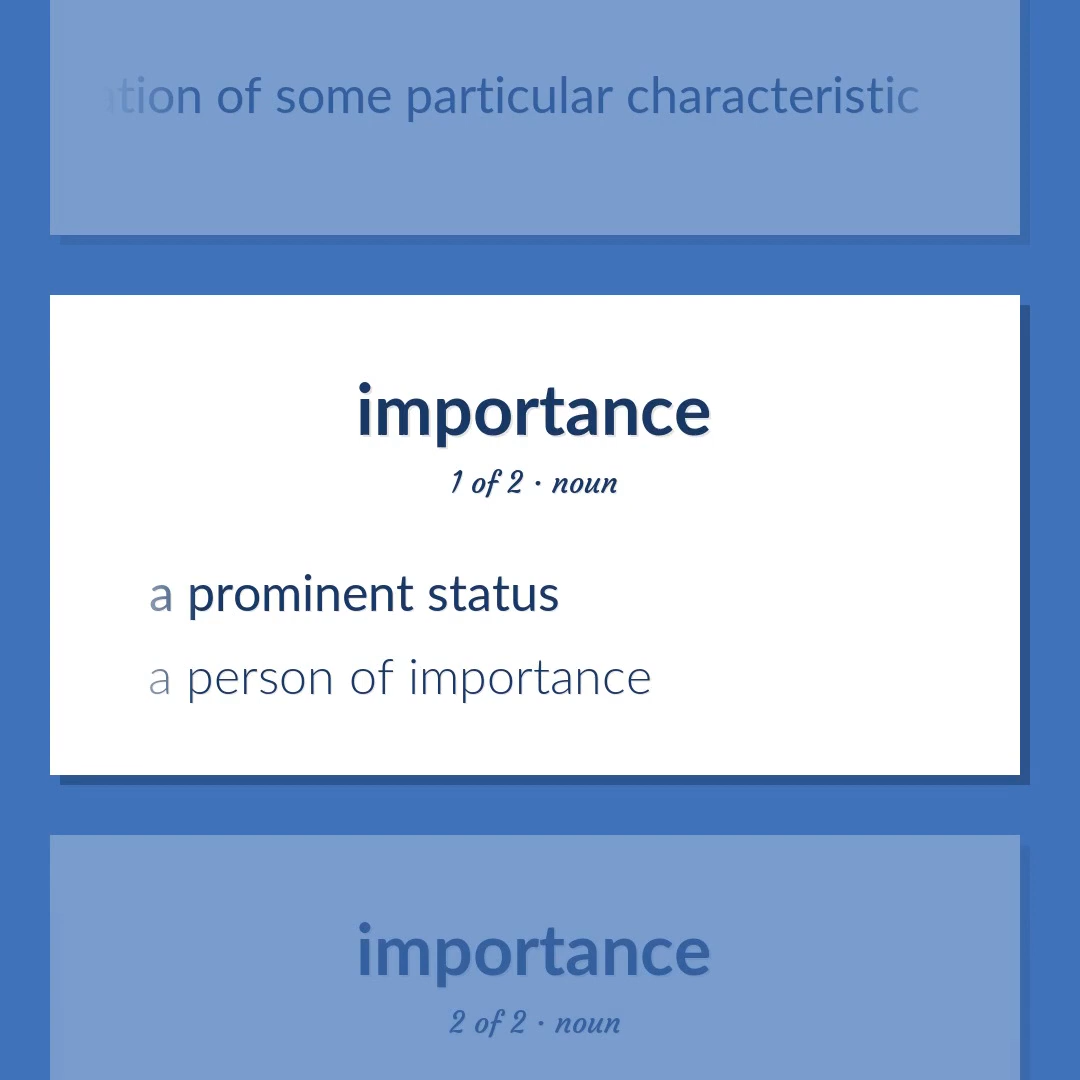 of some particular characteristic
importance
1 of 2 · noun
a prominent status
a person of importance
importance
2 of 2 · noun